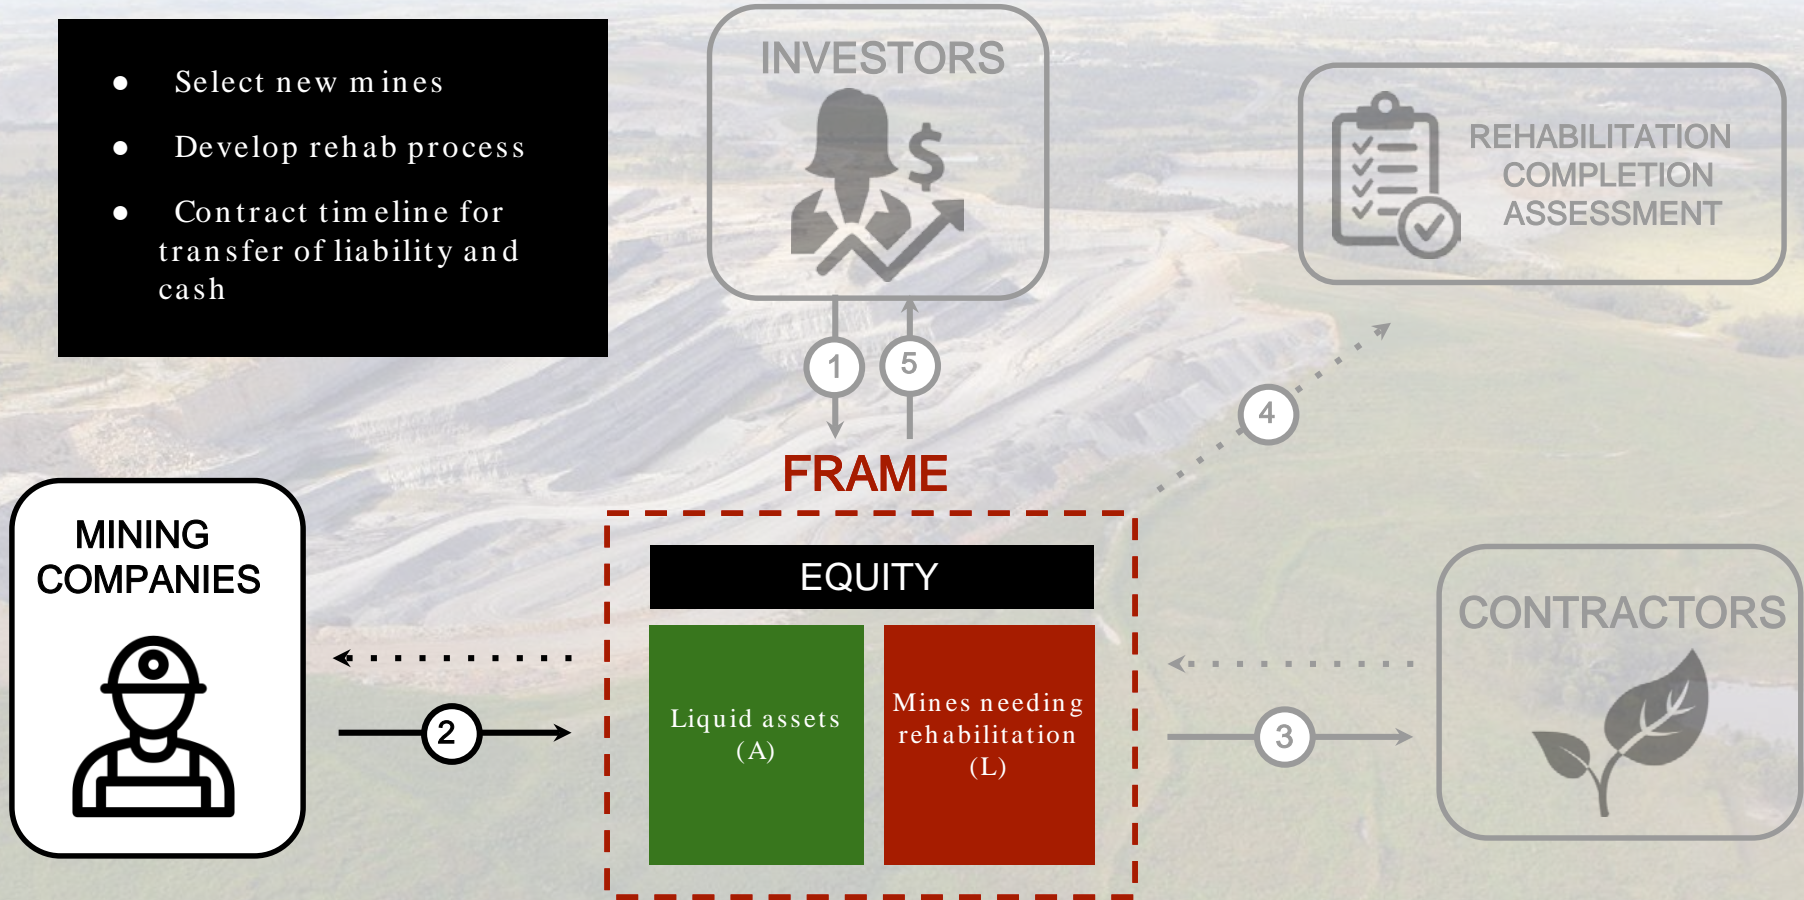 ● Select new mines
● Develop rehab process
● Contract timeline for
transfer of liability and
cash
INVESTORS
$
REHABILITATION
COMPLETION
ASSESSMENT
1
5
4
FRAME
MINING
COMPANIES
EQUITY
CONTRACTORS
2
Liquid assets
(A)
Mines needing
rehabilitation
(L)
3